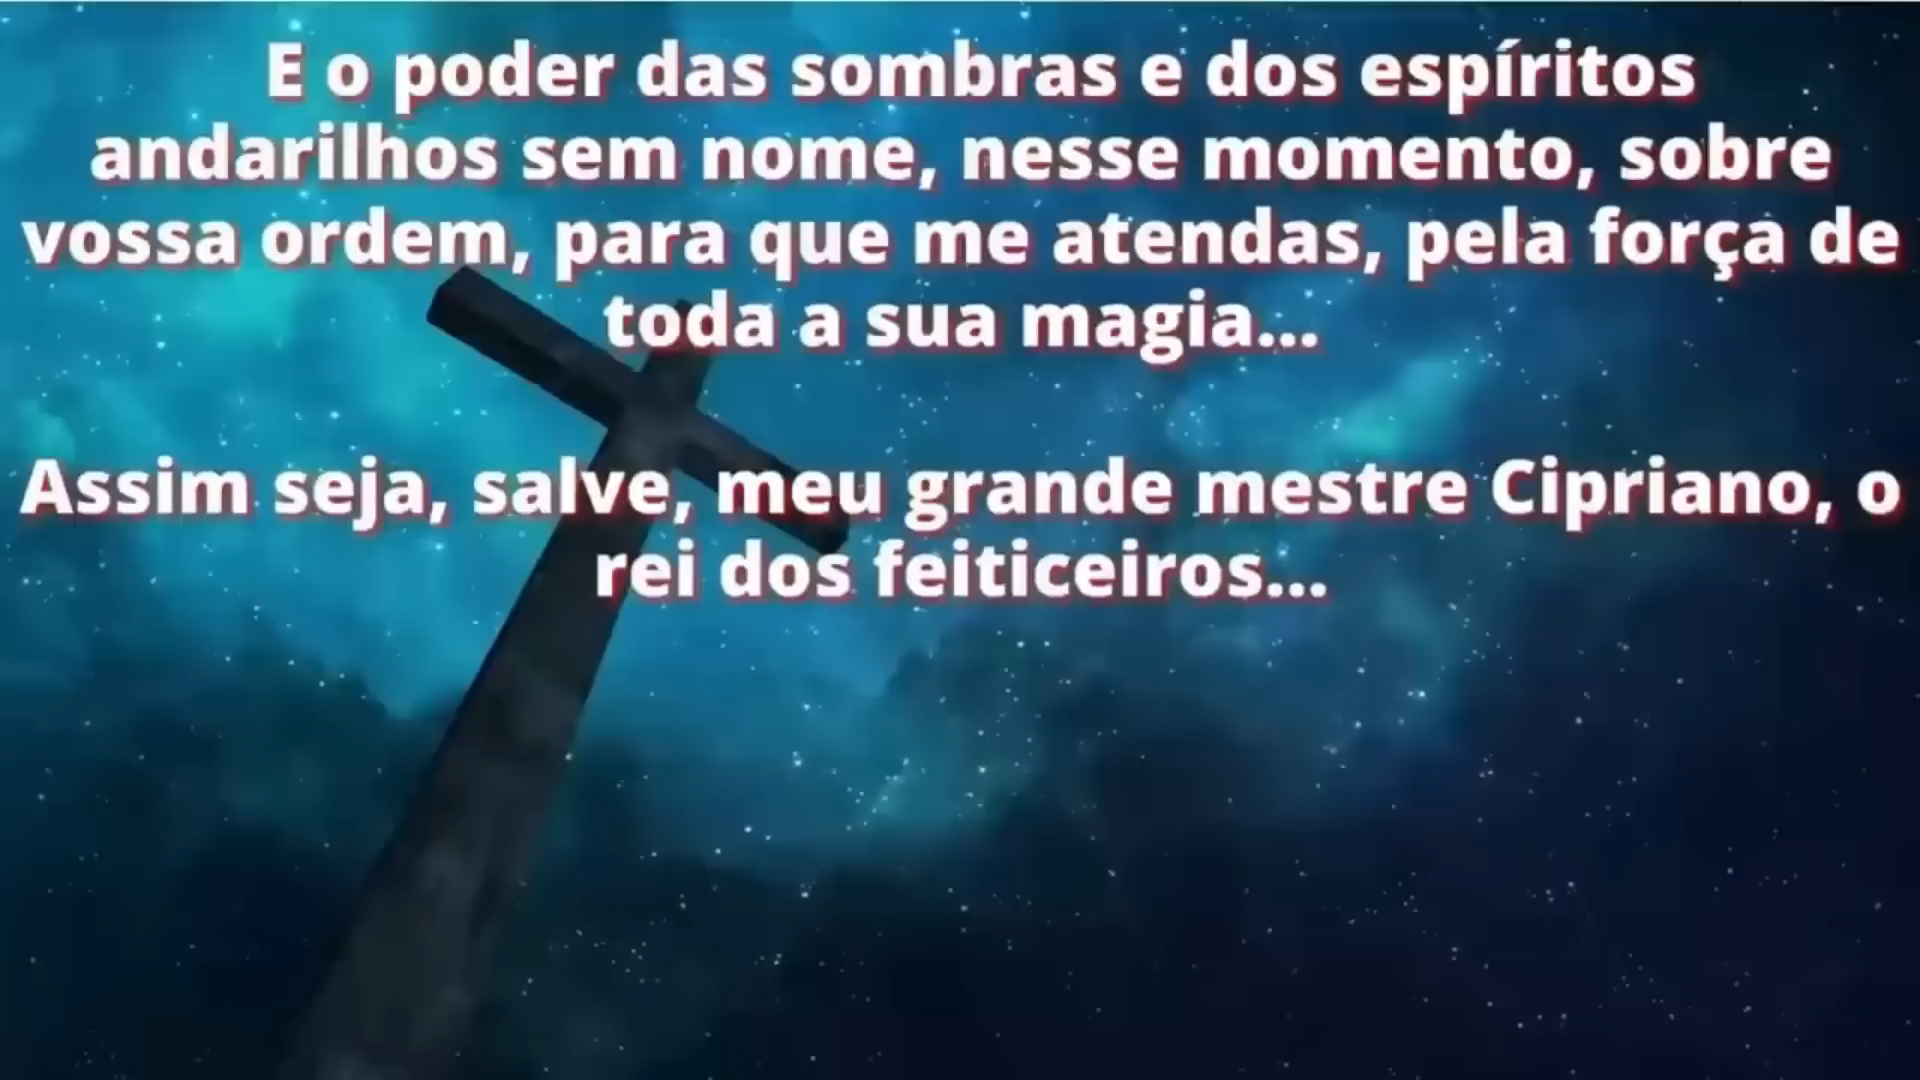 E o poder das sombras e dos espíritos
andarilhos sem nome, nesse momento, sobre
vossa ordem, para que me atendas, pela força de
toda a sua magia...
Assim seja, salve, meu grande mestre Cipriano, o
rei dos feiticeiros...